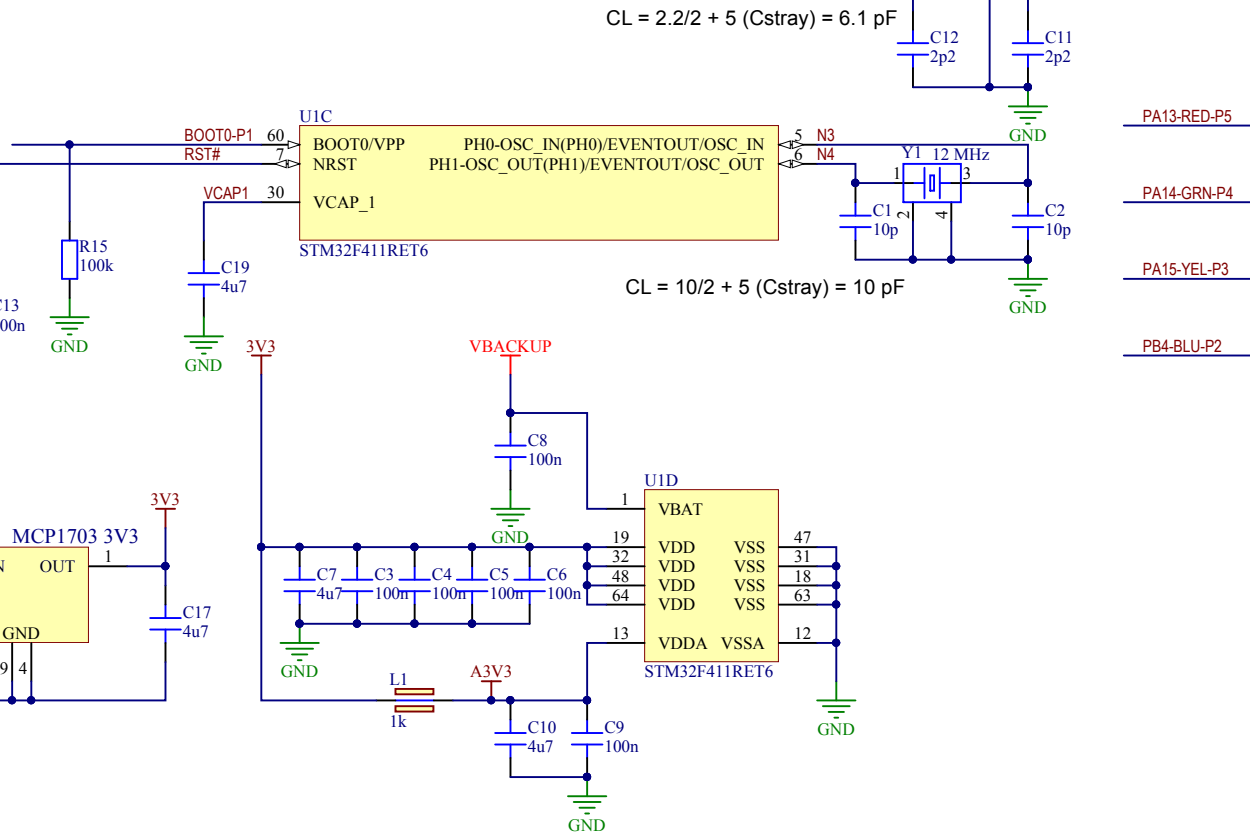 CL = 2.2/2 + 5 (Cstray) = 6.1 pF
C12
2p2
C11
2p2
GND
U1C
BOOT0-P1 60 BOOT0/VPP
RST# 7 NRST
VCAP1 30 VCAP_1
PH0-OSC_IN(PH0)/EVENTOUT/OSC_IN 5 N3
PH1-OSC_OUT(PH1)/EVENTOUT/OSC_OUT 6 N4
STM32F411RET6
Y1 12 MHz
1 3
2 4
C1
10p
C2
10p
GND
CL = 10/2 + 5 (Cstray) = 10 pF
PA13-RED-P5
PA14-GRN-P4
PA15-YEL-P3
PB4-BLU-P2
R15
100k
GND
C19
4u7
GND
3V3
VBACKUP
C8
100n
GND
U1D
1 VBAT
19 VDD VSS 47
32 VDD VSS 31
48 VDD VSS 18
64 VDD VSS 63
13 VDDA VSSA 12
STM32F411RET6
GND
C7
4u7
C3
100n
C4
100n
C5
100n
C6
100n
GND
L1
1k
A3V3
C10
4u7
C9
100n
GND
3V3
MCP1703 3V3
OUT 1
GND
9 4
C17
4u7